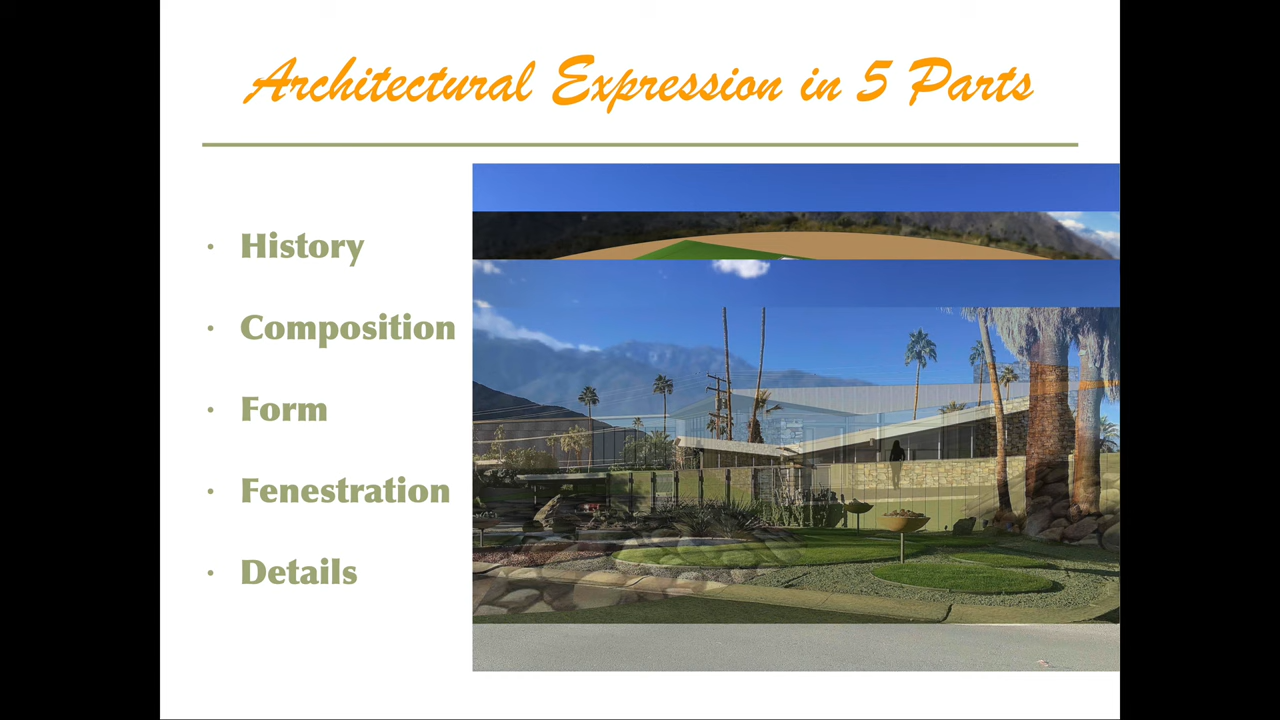 Architectural Expression in 5 Parts
• History
• Composition
• Form
• Fenestration
• Details